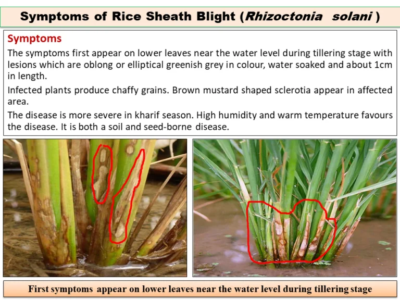 Symptoms of Rice Sheath Blight (Rhizoctonia solani )
Symptoms
The symptoms first appear on lower leaves near the water level during tillering stage with
lesions which are oblong or elliptical greenish grey in colour, water soaked and about 1cm
in length.
Infected plants produce chaffy grains. Brown mustard shaped sclerotia appear in affected
area.
The disease is more severe in kharif season. High humidity and warm temperature favours
the disease. It is both a soil and seed-borne disease.
First symptoms appear on lower leaves near the water level during tillering stage